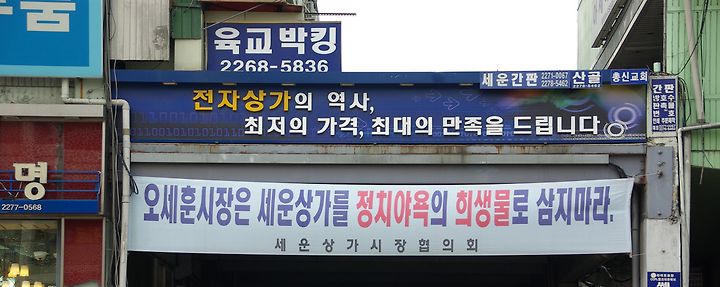 육교박킹
2268-5836
세운간판 2271-0067 2278-5462 산골 2278-5462 총신교회
전자상가의 역사,
최저의 가격, 최대의 만족을 드립니다
명
2277-0568
오세훈시장은 세운상가를 정치야욕의 희생물로 삼지마라.
세운상가시장협의회
간판
산골